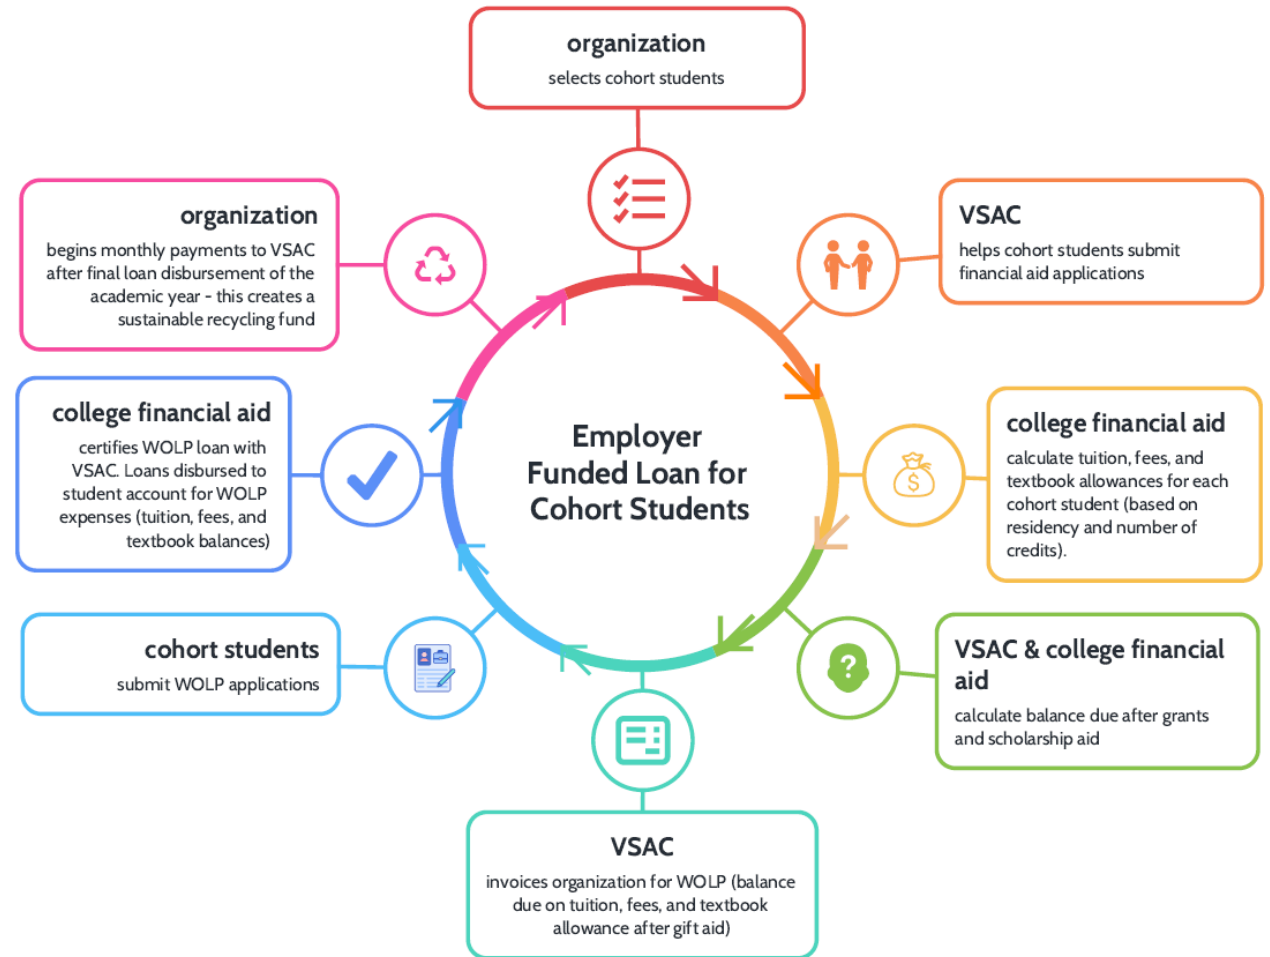 organization
selects cohort students
VSAC
helps cohort students submit
financial aid applications
college financial aid
calculate tuition, fees, and
textbook allowances for each
cohort student (based on
residency and number of
credits).
VSAC & college financial
aid
calculate balance due after grants
and scholarship aid
VSAC
invoices organization for WOLP (balance
due on tuition, fees, and textbook
allowance after gift aid)
cohort students
submit WOLP applications
college financial aid
certifies WOLP loan with
VSAC. Loans disbursed to
student account for WOLP
expenses (tuition, fees, and
textbook balances)
organization
begins monthly payments to VSAC
after final loan disbursement of the
academic year - this creates a
sustainable recycling fund
Employer
Funded Loan for
Cohort Students
$
?